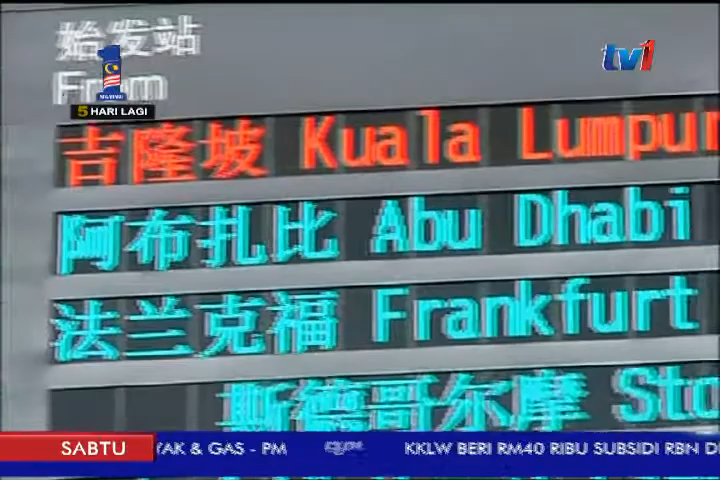 始发站
From
tv1
5 HARI LAGI
吉隆坡 Kuala Lumpur
阿布扎比 Abu Dhabi
法兰克福 Frankfurt
斯德哥尔摩 Sto
SABTU
YAK & GAS - PM
KKLW BERI RM40 RIBU SUBSIDI RBN D